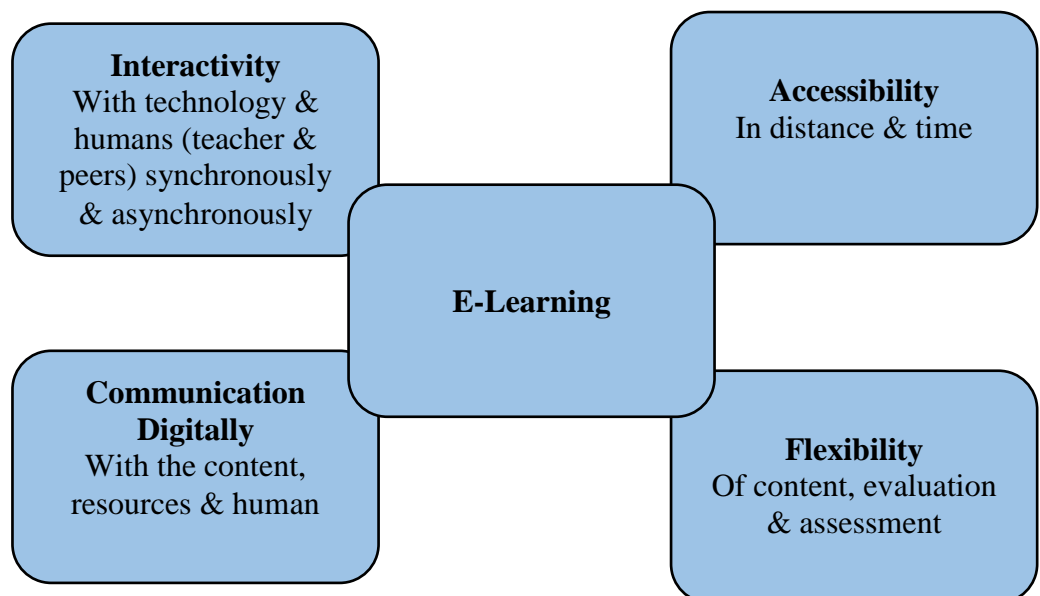 Interactivity
With technology &
humans (teacher &
peers) synchronously
& asynchronously
Accessibility
In distance & time
E-Learning
Communication
Digitally
With the content,
resources & human
Flexibility
Of content, evaluation
& assessment